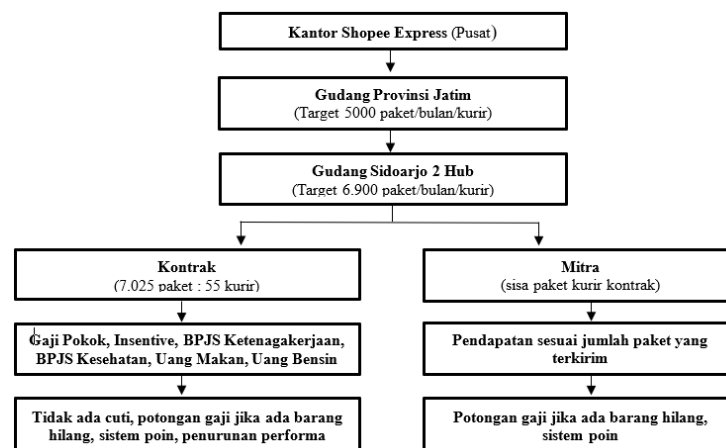 Kantor Shopee Express (Pusat)
Gudang Provinsi Jatim
(Target 5000 paket/bulan/kurir)
Gudang Sidoarjo 2 Hub
(Target 6.900 paket/bulan/kurir)
Kontrak
(7.025 paket : 55 kurir)
Mitra
(sisa paket kurir kontrak)
Gaji Pokok, Insentive, BPJS Ketenagakerjaan,
BPJS Kesehatan, Uang Makan, Uang Bensin
Pendapatan sesuai jumlah paket yang
terkirim
Tidak ada cuti, potongan gaji jika ada barang
hilang, sistem poin, penurunan performa
Potongan gaji jika ada barang hilang,
sistem poin